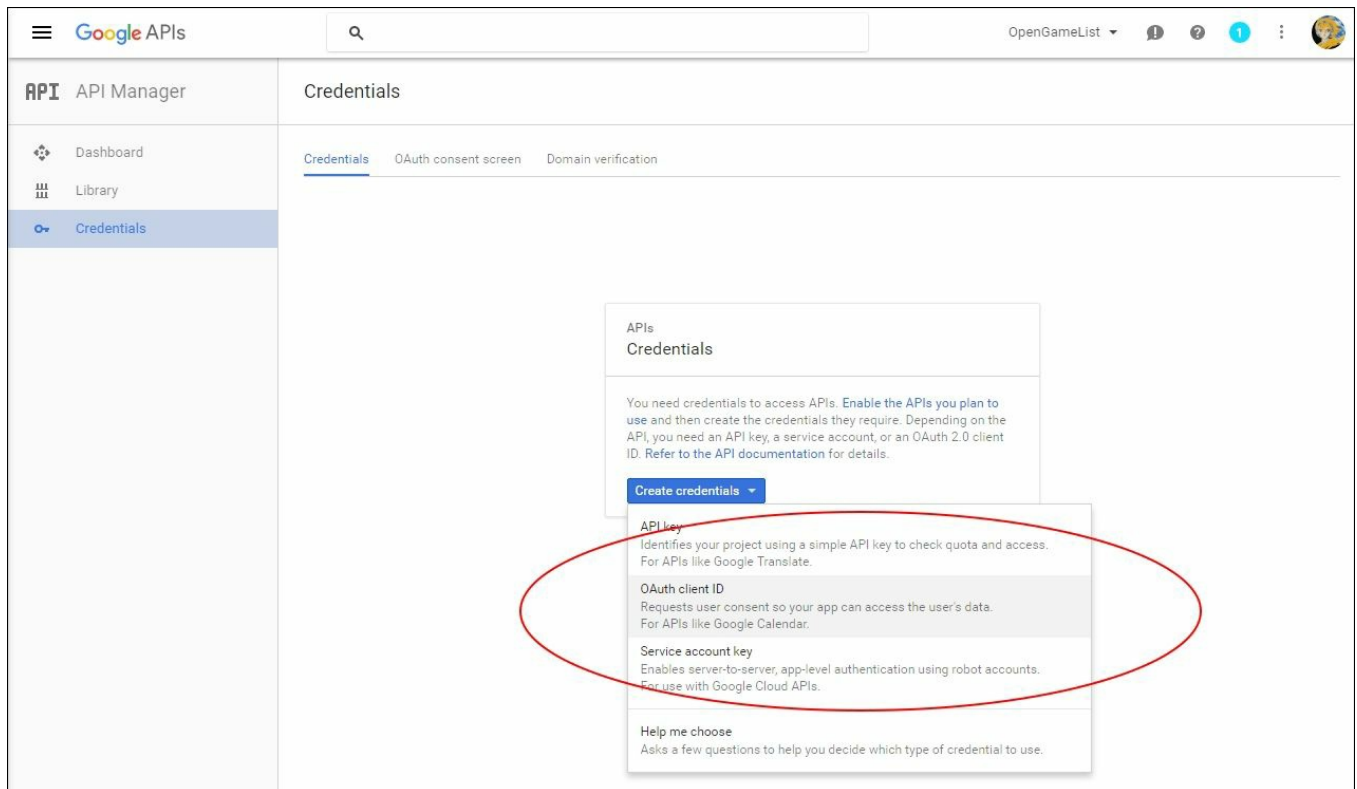 Google APIs
OpenGameList
1
API API Manager
Credentials
Dashboard
Library
Credentials
Credentials OAuth consent screen Domain verification
APIs
Credentials
You need credentials to access APIs. Enable the APIs you plan to
use and then create the credentials they require. Depending on the
API, you need an API key, a service account, or an OAuth 2.0 client
ID. Refer to the API documentation for details.
Create credentials
API key
Identifies your project using a simple API key to check quota and access.
For APIs like Google Translate.
OAuth client ID
Requests user consent so your app can access the user's data.
For APIs like Google Calendar.
Service account key
Enables server-to-server, app-level authentication using robot accounts.
For use with Google Cloud APIs.
Help me choose
Asks a few questions to help you decide which type of credential to use.